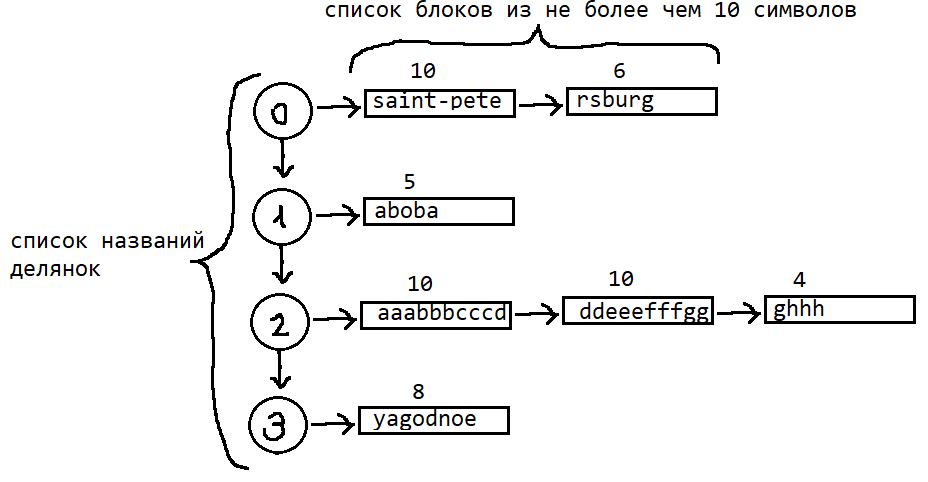 список блоков из не более чем 10 символов
10 6
0 saint-pete rsburg
5
1 aboba
список названий
делянок
10 10 4
2 aaabbbcccd ddeeefffgg ghhh
8
3 yagodnoe